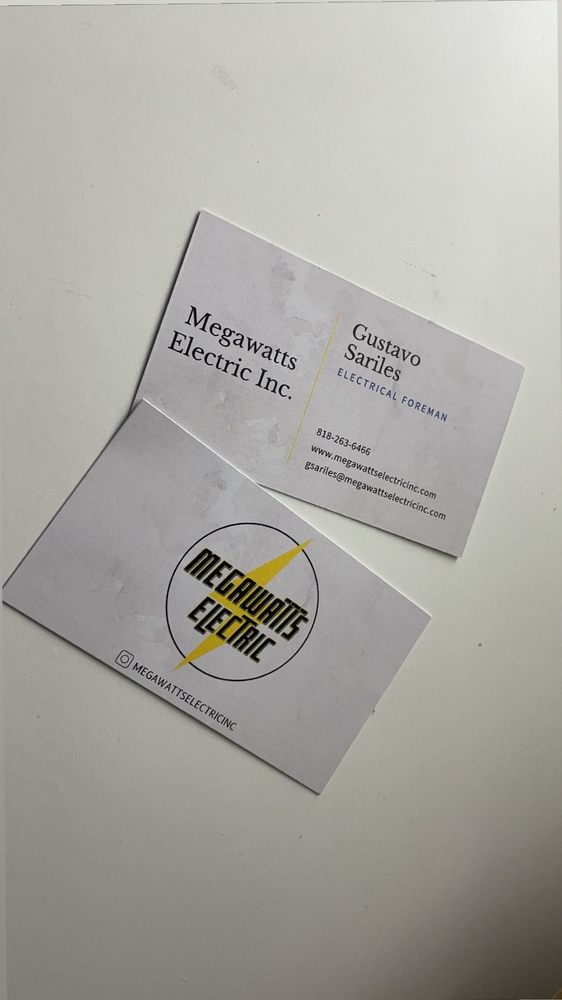 Megawatts
Electric Inc.
Gustavo
Sariles
ELECTRICAL FOREMAN
818-263-6466
www.megawattselectricinc.com
gsariles@megawattselectricinc.com
MEGAWATTS
ELECTRIC
MEGAWATTSELECTRICINC